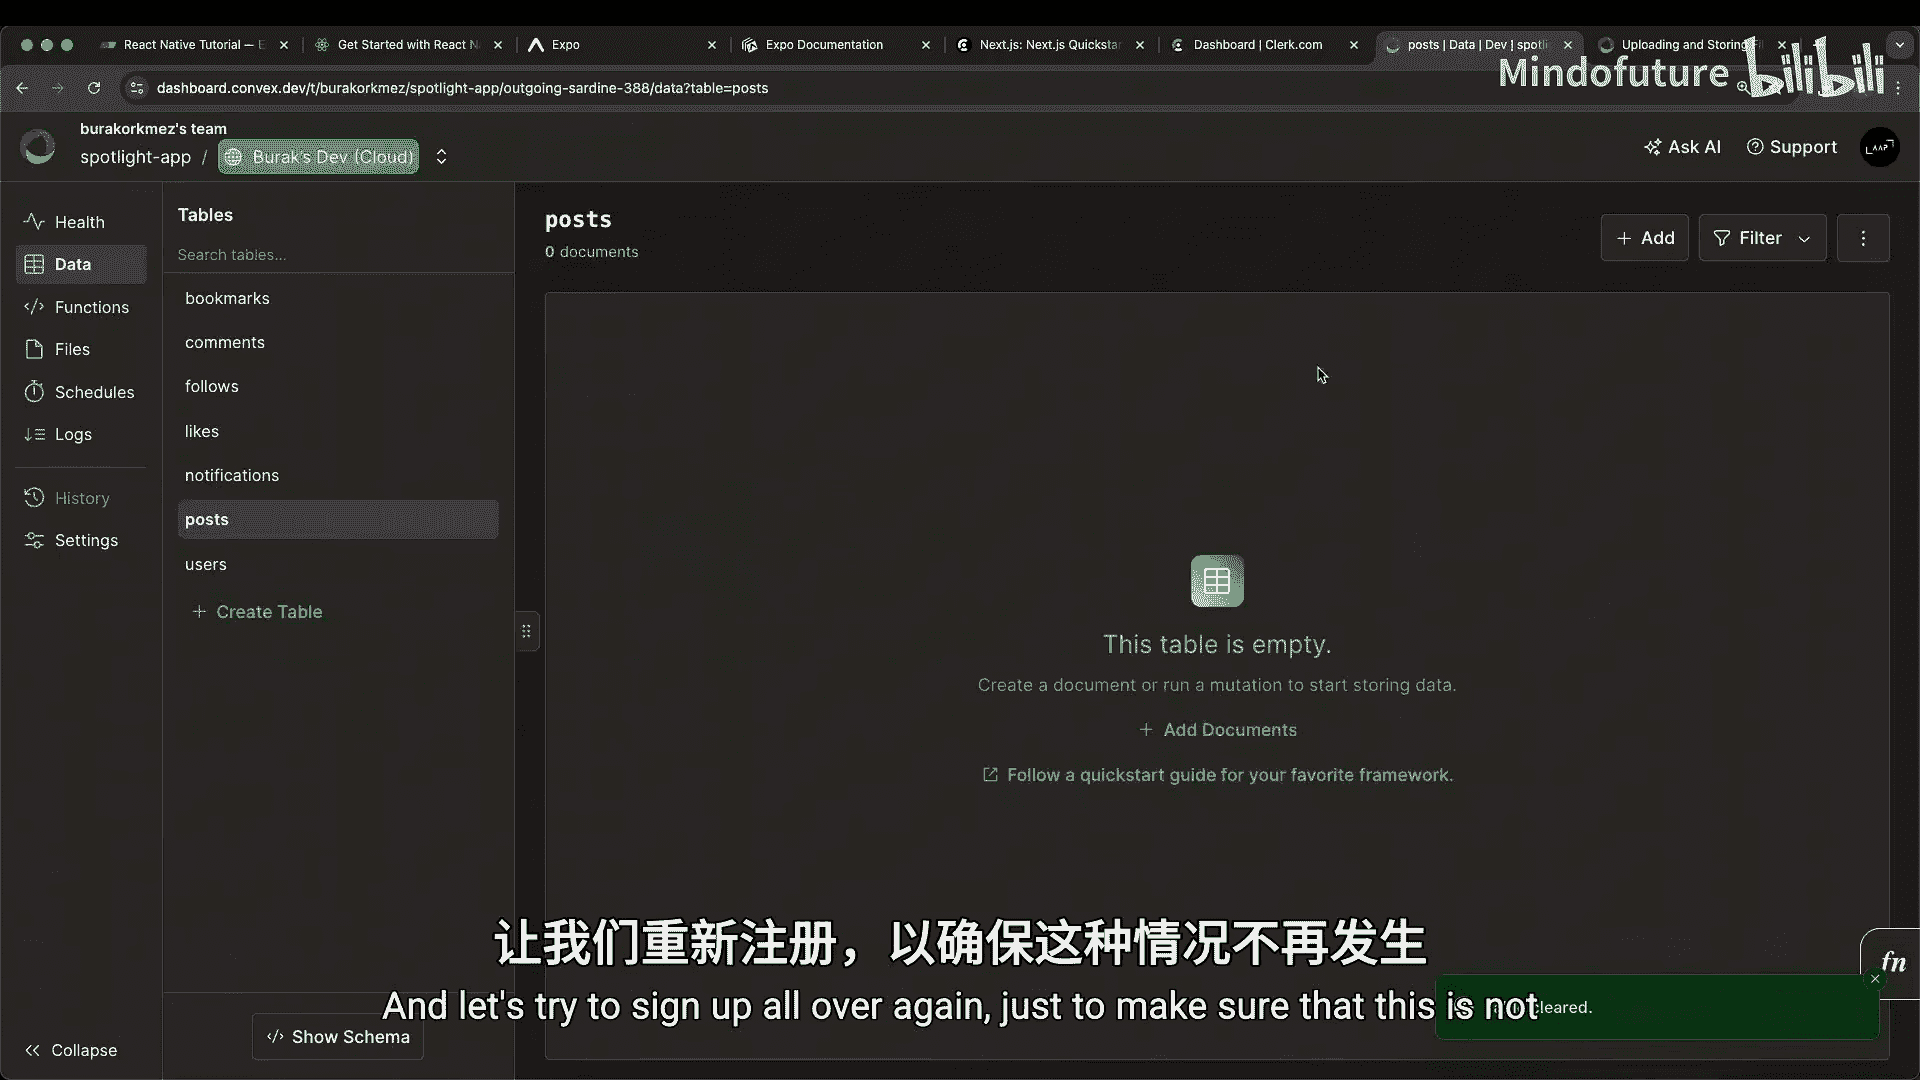 React Native Tutorial — E
Get Started with React N
Expo
Expo Documentation
Next.js: Next.js Quickstar
Dashboard | Clerk.com
posts | Data | Dev | spotli
Uploading and Storing Fi
Mindofuture
bilibili
dashboard.convex.dev/t/burakorkmez/spotlight-app/outgoing-sardine-388/data?table=posts
burakorkmez's team
spotlight-app / Burak's Dev (Cloud)
Ask AI
Support
Health
Data
Functions
Files
Schedules
Logs
History
Settings
Collapse
Tables
Search tables...
bookmarks
comments
follows
likes
notifications
posts
users
+ Create Table
Show Schema
posts
0 documents
+ Add
Filter
This table is empty.
Create a document or run a mutation to start storing data.
+ Add Documents
Follow a quickstart guide for your favorite framework.
fn
cleared.
让我们重新注册，以确保这种情况不再发生
And let's try to sign up all over again, just to make sure that this is not